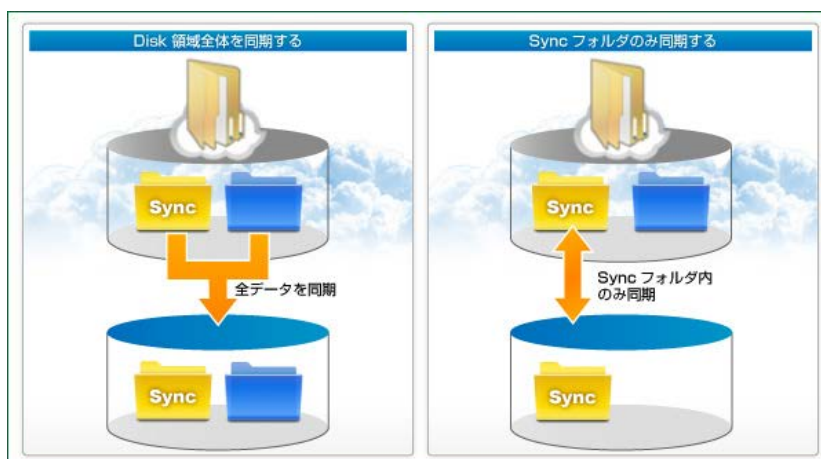 Disk 領域全体を同期する
Sync
全データを同期
Sync
Sync フォルダのみ同期する
Sync
Sync フォルダ内
のみ同期
Sync